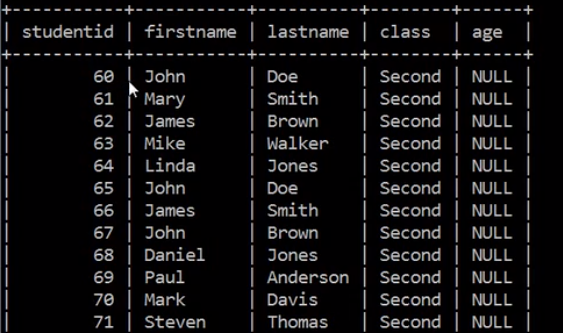 +-----------+-----------+----------+--------+------+
| studentid | firstname | lastname | class | age |
+-----------+-----------+----------+--------+------+
| 60 | John | Doe | Second | NULL |
| 61 | Mary | Smith | Second | NULL |
| 62 | James | Brown | Second | NULL |
| 63 | Mike | Walker | Second | NULL |
| 64 | Linda | Jones | Second | NULL |
| 65 | John | Doe | Second | NULL |
| 66 | James | Smith | Second | NULL |
| 67 | John | Brown | Second | NULL |
| 68 | Daniel | Jones | Second | NULL |
| 69 | Paul | Anderson | Second | NULL |
| 70 | Mark | Davis | Second | NULL |
| 71 | Steven | Thomas | Second | NULL |